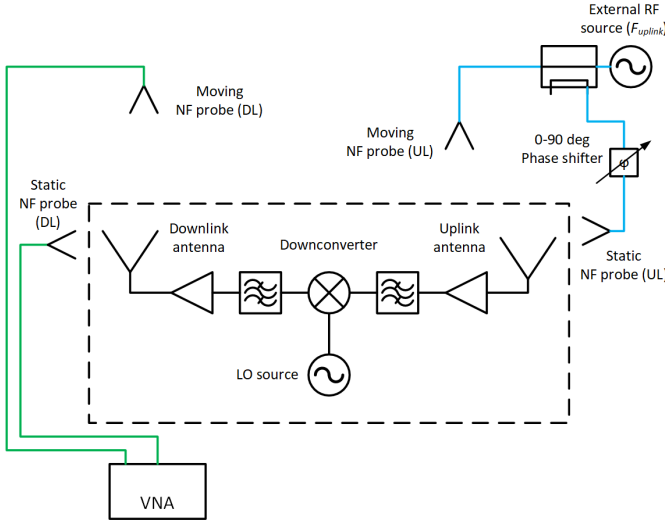 External RF
source (Fuplink)
Moving
NF probe (DL)
Moving
NF probe (UL)
0-90 deg
Phase shifter
φ
Static
NF probe
(DL)
Downlink
antenna
Downconverter
Uplink
antenna
Static
NF probe (UL)
LO source
VNA